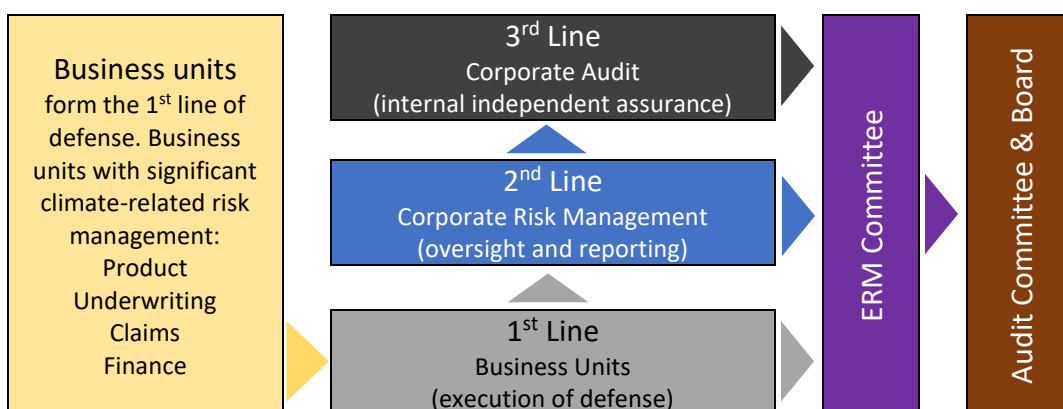 Business units
form the 1st line of
defense. Business
units with significant
climate-related risk
management:
Product
Underwriting
Claims
Finance
3rd Line
Corporate Audit
(internal independent assurance)
2nd Line
Corporate Risk Management
(oversight and reporting)
1st Line
Business Units
(execution of defense)
ERM Committee
Audit Committee & Board